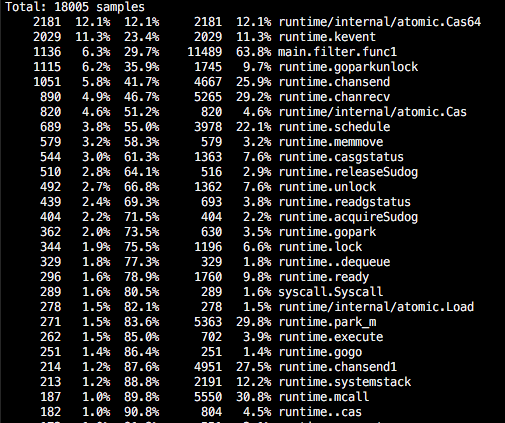 Total: 18005 samples
2181 12.1% 12.1% 2181 12.1% runtime/internal/atomic.Cas64
2029 11.3% 23.4% 2029 11.3% runtime.kevent
1136 6.3% 29.7% 11489 63.8% main.filter.func1
1115 6.2% 35.9% 1745 9.7% runtime.goparkunlock
1051 5.8% 41.7% 4667 25.9% runtime.chansend
890 4.9% 46.7% 5265 29.2% runtime.chanrecv
820 4.6% 51.2% 820 4.6% runtime/internal/atomic.Cas
689 3.8% 55.0% 3978 22.1% runtime.schedule
579 3.2% 58.3% 579 3.2% runtime.memmove
544 3.0% 61.3% 1363 7.6% runtime.casgstatus
510 2.8% 64.1% 516 2.9% runtime.releaseSudog
492 2.7% 66.8% 1362 7.6% runtime.unlock
439 2.4% 69.3% 693 3.8% runtime.readgstatus
404 2.2% 71.5% 404 2.2% runtime.acquireSudog
362 2.0% 73.5% 630 3.5% runtime.gopark
344 1.9% 75.5% 1196 6.6% runtime.lock
329 1.8% 77.3% 329 1.8% runtime..dequeue
296 1.6% 78.9% 1760 9.8% runtime.ready
289 1.6% 80.5% 289 1.6% syscall.Syscall
278 1.5% 82.1% 278 1.5% runtime/internal/atomic.Load
271 1.5% 83.6% 5363 29.8% runtime.park_m
262 1.5% 85.0% 702 3.9% runtime.execute
251 1.4% 86.4% 251 1.4% runtime.gogo
214 1.2% 87.6% 4951 27.5% runtime.chansend1
213 1.2% 88.8% 2191 12.2% runtime.systemstack
187 1.0% 89.8% 5550 30.8% runtime.mcall
182 1.0% 90.8% 804 4.5% runtime..cas